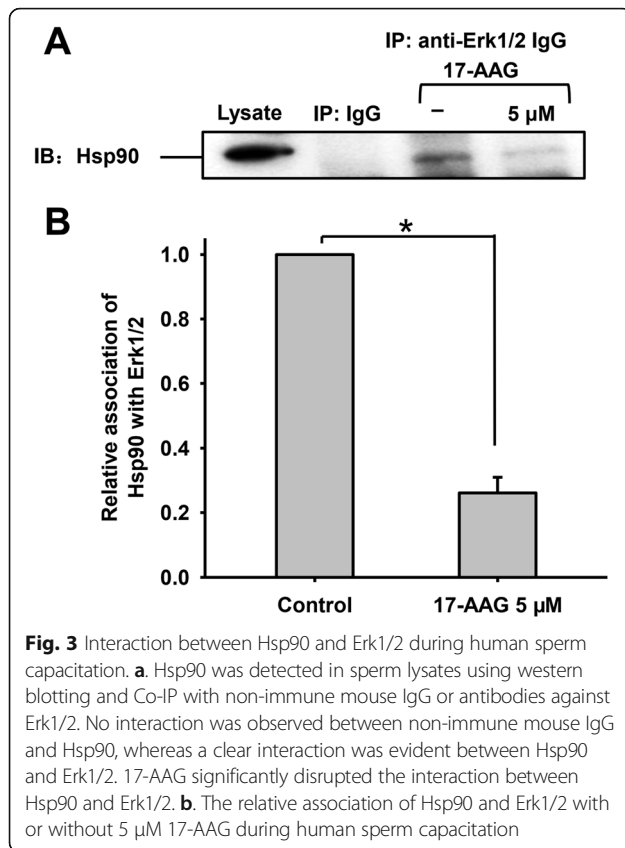 A
IP: anti-Erk1/2 IgG
17-AAG
Lysate IP: IgG – 5 µM
IB: Hsp90
B
*
Relative association of
Hsp90 with Erk1/2
1.0
0.8
0.6
0.4
0.2
0.0
Control 17-AAG 5 µM
Fig. 3 Interaction between Hsp90 and Erk1/2 during human sperm
capacitation. a. Hsp90 was detected in sperm lysates using western
blotting and Co-IP with non-immune mouse IgG or antibodies against
Erk1/2. No interaction was observed between non-immune mouse IgG
and Hsp90, whereas a clear interaction was evident between Hsp90
and Erk1/2. 17-AAG significantly disrupted the interaction between
Hsp90 and Erk1/2. b. The relative association of Hsp90 and Erk1/2 with
or without 5 µM 17-AAG during human sperm capacitation